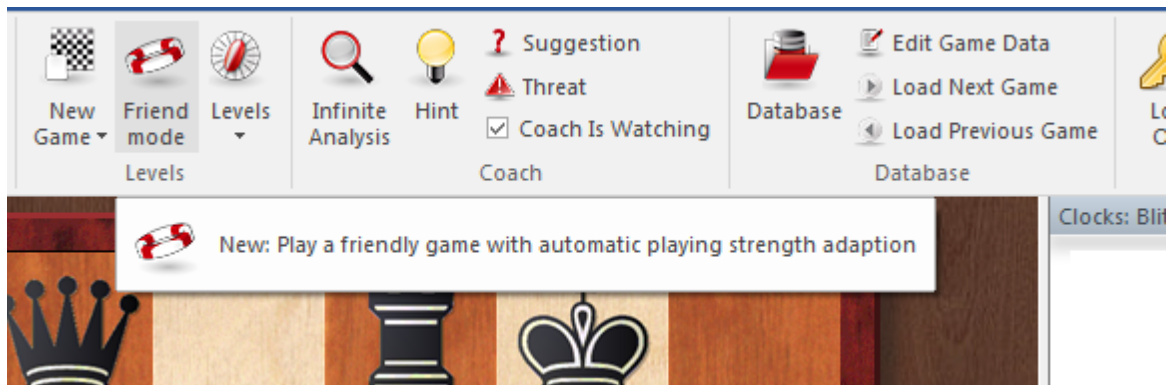 New
Game
Friend
mode
Levels
Levels
Infinite
Analysis
Hint
Suggestion
Threat
Coach Is Watching
Coach
Database
Edit Game Data
Load Next Game
Load Previous Game
Database
New: Play a friendly game with automatic playing strength adaption
Clocks: